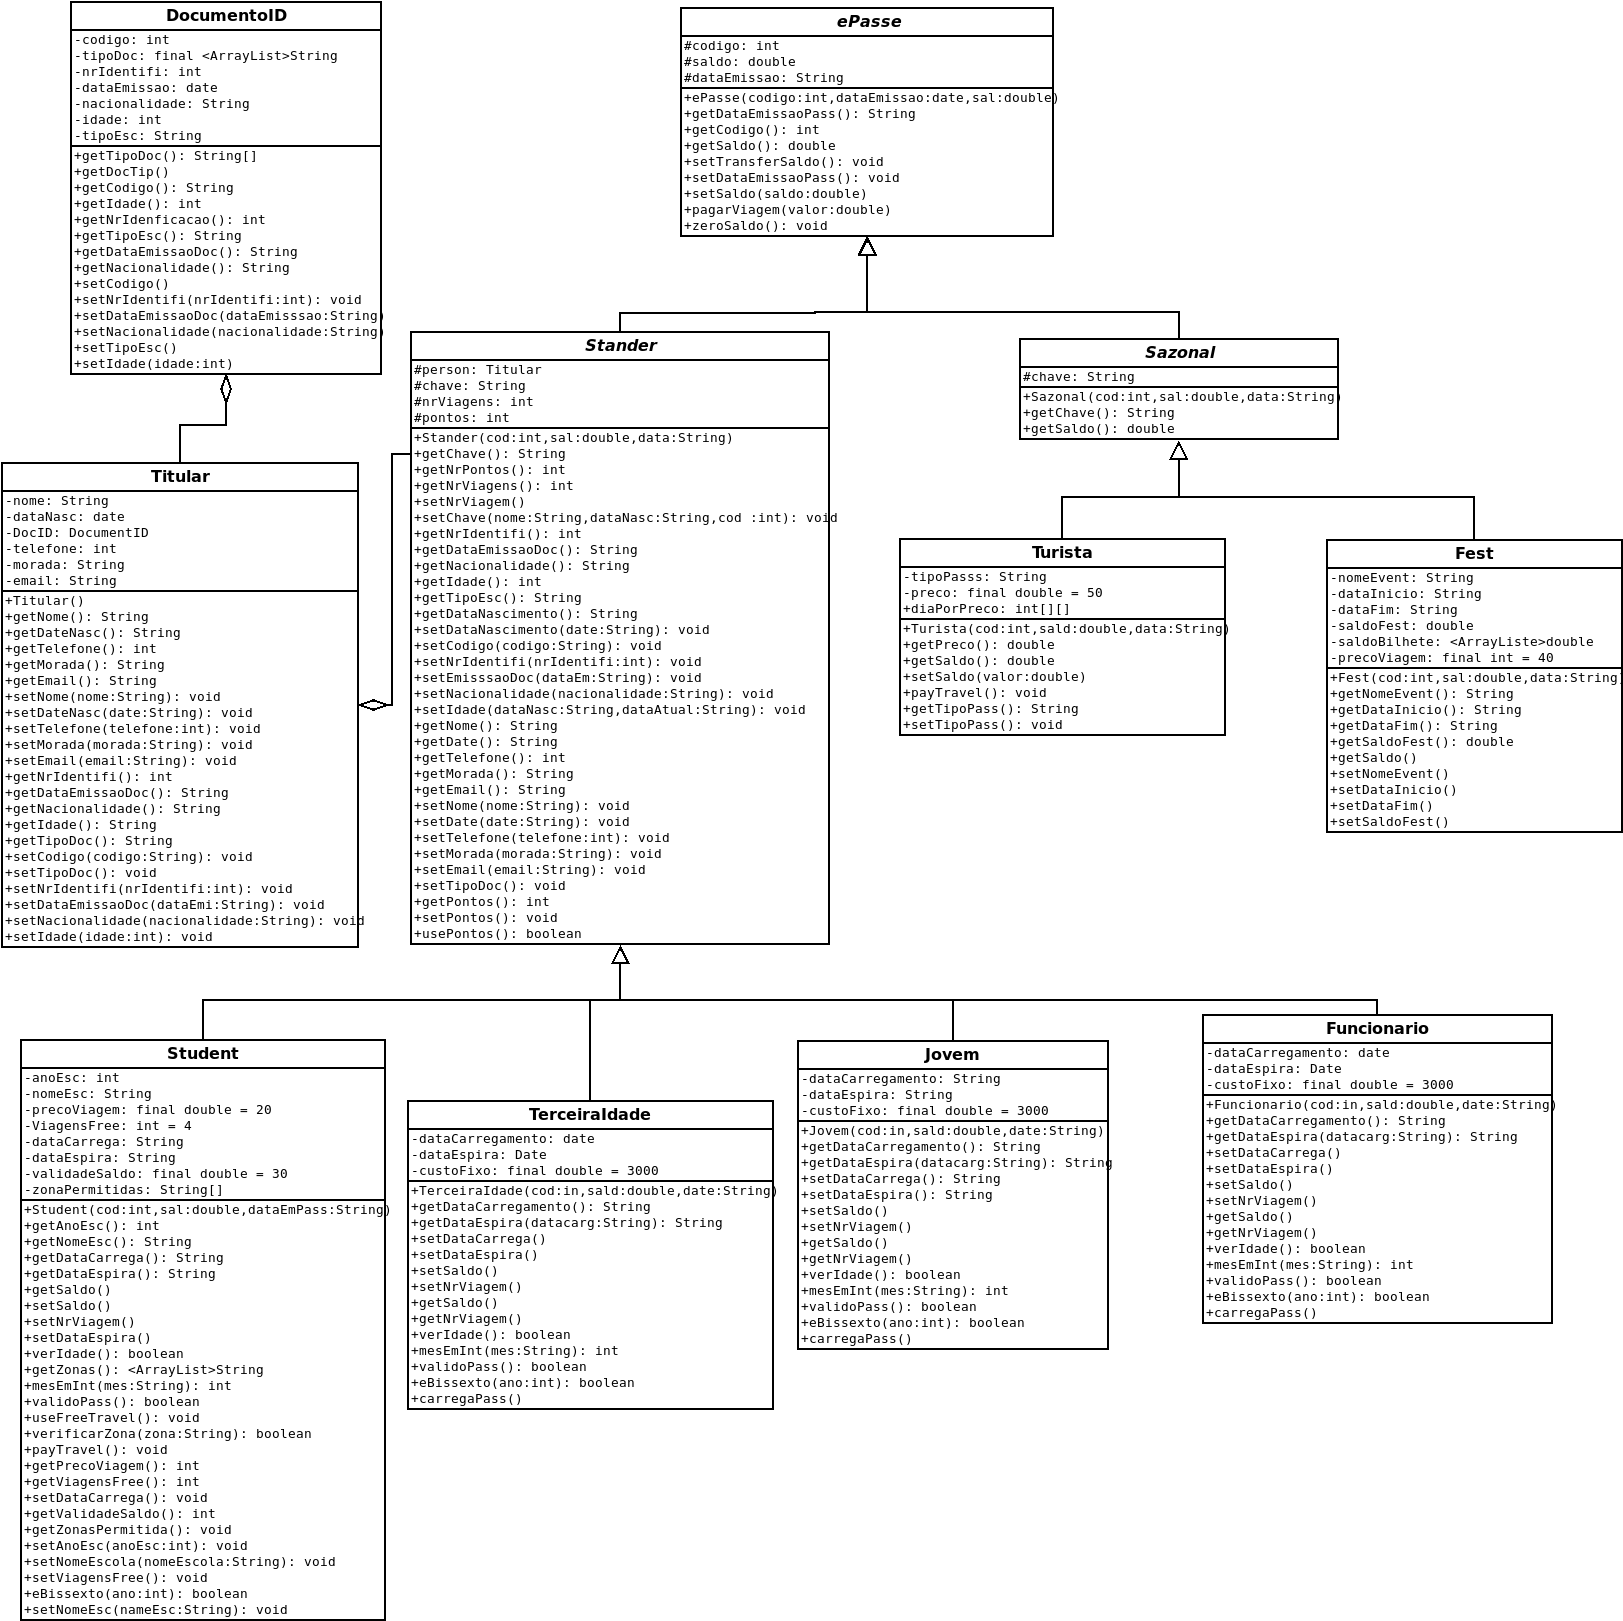 DocumentoID
-codigo: int
-tipoDoc: final <ArrayList>String
-nrIdentifi: int
-dataEmissao: date
-nacionalidade: String
-idade: int
-tipoEsc: String
+getTipoDoc(): String[]
+getDocTip()
+getCodigo(): String
+getIdade(): int
+getNrIdenficacao(): int
+getTipoEsc(): String
+getDataEmissaoDoc(): String
+getNacionalidade(): String
+setCodigo()
+setNrIdentifi(nrIdentifi:int): void
+setDataEmissaoDoc(dataEmisssao:String)
+setNacionalidade(nacionalidade:String)
+setTipoEsc()
+setIdade(idade:int)
ePasse
#codigo: int
#saldo: double
#dataEmissao: String
+ePasse(codigo:int,dataEmissao:date,sal:double)
+getDataEmissaoPass(): String
+getCodigo(): int
+getSaldo(): double
+setTransferSaldo(): void
+setDataEmissaoPass(): void
+setSaldo(saldo:double)
+pagarViagem(valor:double)
+zeroSaldo(): void
Titular
-nome: String
-dataNasc: date
-DocID: DocumentID
-telefone: int
-morada: String
-email: String
+Titular()
+getNome(): String
+getDateNasc(): String
+getTelefone(): int
+getMorada(): String
+getEmail(): String
+setNome(nome:String): void
+setDateNasc(date:String): void
+setTelefone(telefone:int): void
+setMorada(morada:String): void
+setEmail(email:String): void
+getNrIdentifi(): int
+getDataEmissaoDoc(): String
+getNacionalidade(): String
+getIdade(): String
+getTipoDoc(): String
+setCodigo(codigo:String): void
+setTipoDoc(): void
+setNrIdentifi(nrIdentifi:int): void
+setDataEmissaoDoc(dataEmi:String): void
+setNacionalidade(nacionalidade:String): void
+setIdade(idade:int): void
Stander
#person: Titular
#chave: String
#nrViagens: int
#pontos: int
+Stander(cod:int,sal:double,data:String)
+getChave(): String
+getNrPontos(): int
+getNrViagens(): int
+setNrViagem()
+setChave(nome:String,dataNasc:String,cod :int): void
+getNrIdentifi(): int
+getDataEmissaoDoc(): String
+getNacionalidade(): String
+getIdade(): int
+getTipoEsc(): String
+getDataNascimento(): String
+setDataNascimento(date:String): void
+setCodigo(codigo:String): void
+setNrIdentifi(nrIdentifi:int): void
+setEmisssaoDoc(dataEm:String): void
+setNacionalidade(nacionalidade:String): void
+setIdade(dataNasc:String,dataAtual:String): void
+getNome(): String
+getDate(): String
+getTelefone(): int
+getMorada(): String
+getEmail(): String
+setNome(nome:String): void
+setDate(date:String): void
+setTelefone(telefone:int): void
+setMorada(morada:String): void
+setEmail(email:String): void
+setTipoDoc(): void
+getPontos(): int
+setPontos(): void
+usePontos(): boolean
Sazonal
#chave: String
+Sazonal(cod:int,sal:double,data:String)
+getChave(): String
+getSaldo(): double
Turista
-tipoPasss: String
-preco: final double = 50
+diaPorPreco: int[][]
+Turista(cod:int,sald:double,data:String)
+getPreco(): double
+getSaldo(): double
+setSaldo(valor:double)
+payTravel(): void
+getTipoPass(): String
+setTipoPass(): void
Fest
-nomeEvent: String
-dataInicio: String
-dataFim: String
-saldoFest: double
-saldoBilhete: <ArrayListe>double
-precoViagem: final int = 40
+Fest(cod:int,sal:double,data:String)
+getNomeEvent(): String
+getDataInicio(): String
+getDataFim(): String
+getSaldoFest(): double
+getSaldo()
+setNomeEvent()
+setDataInicio()
+setDataFim()
+setSaldoFest()
Student
-anoEsc: int
-nomeEsc: String
-precoViagem: final double = 20
-ViagensFree: int = 4
-dataCarrega: String
-dataEspira: String
-validadeSaldo: final double = 30
-zonaPermitidas: String[]
+Student(cod:int,sal:double,dataEmPass:String)
+getAnoEsc(): int
+getNomeEsc(): String
+getDataCarrega(): String
+getDataEspira(): String
+getSaldo()
+setSaldo()
+setNrViagem()
+setDataEspira()
+verIdade(): boolean
+getZonas(): <ArrayList>String
+mesEmInt(mes:String): int
+validoPass(): boolean
+useFreeTravel(): void
+verificarZona(zona:String): boolean
+payTravel(): void
+getPrecoViagem(): int
+getViagensFree(): int
+setDataCarrega(): void
+getValidadeSaldo(): int
+getZonasPermitida(): void
+setAnoEsc(anoEsc:int): void
+setNomeEscola(nomeEscola:String): void
+setViagensFree(): void
+eBissexto(ano:int): boolean
+setNomeEsc(nameEsc:String): void
TerceiraIdade
-dataCarregamento: date
-dataEspira: Date
-custoFixo: final double = 3000
+TerceiraIdade(cod:in,sald:double,date:String)
+getDataCarregamento(): String
+getDataEspira(datacarg:String): String
+setDataCarrega()
+setDataEspira()
+setSaldo()
+setNrViagem()
+getSaldo()
+getNrViagem()
+verIdade(): boolean
+mesEmInt(mes:String): int
+validoPass(): boolean
+eBissexto(ano:int): boolean
+carregaPass()
Jovem
-dataCarregamento: String
-dataEspira: String
-custoFixo: final double = 3000
+Jovem(cod:in,sald:double,date:String)
+getDataCarregamento(): String
+getDataEspira(datacarg:String): String
+setDataCarrega(): String
+setDataEspira(): String
+setSaldo()
+setNrViagem()
+getSaldo()
+getNrViagem()
+verIdade(): boolean
+mesEmInt(mes:String): int
+validoPass(): boolean
+eBissexto(ano:int): boolean
+carregaPass()
Funcionario
-dataCarregamento: date
-dataEspira: Date
-custoFixo: final double = 3000
+Funcionario(cod:in,sald:double,date:String)
+getDataCarregamento(): String
+getDataEspira(datacarg:String): String
+setDataCarrega()
+setDataEspira()
+setSaldo()
+setNrViagem()
+getSaldo()
+getNrViagem()
+verIdade(): boolean
+mesEmInt(mes:String): int
+validoPass(): boolean
+eBissexto(ano:int): boolean
+carregaPass()